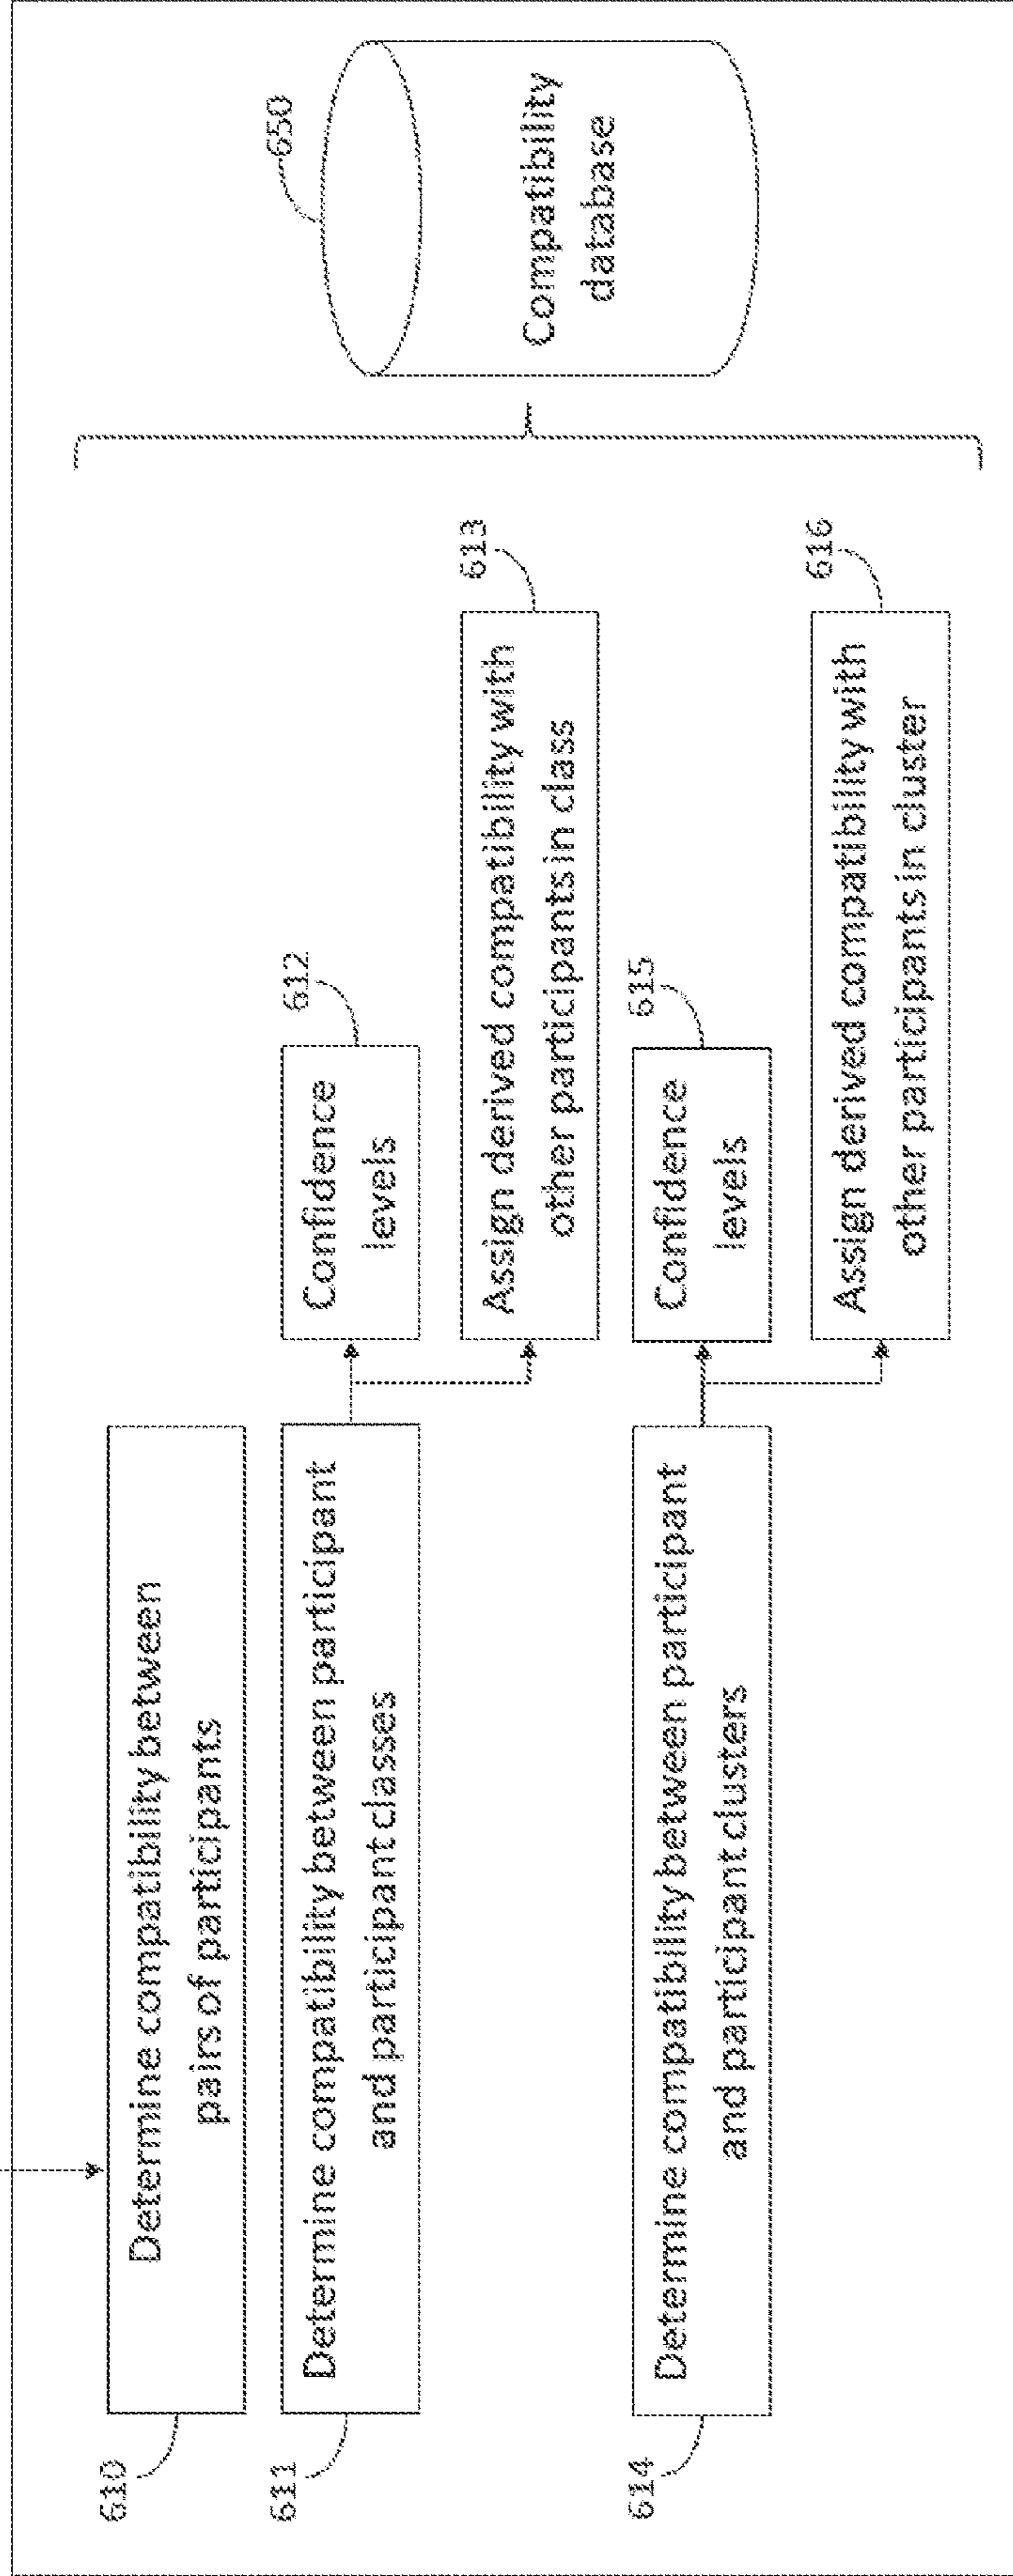 610
Determine compatibility between
pairs of participants
611
Determine compatibility between participant
and participant classes
612
Confidence
levels
613
Assign derived compatibility with
other participants in class
614
Determine compatibility between participant
and participant clusters
615
Confidence
levels
616
Assign derived compatibility with
other participants in cluster
650
Compatibility
database